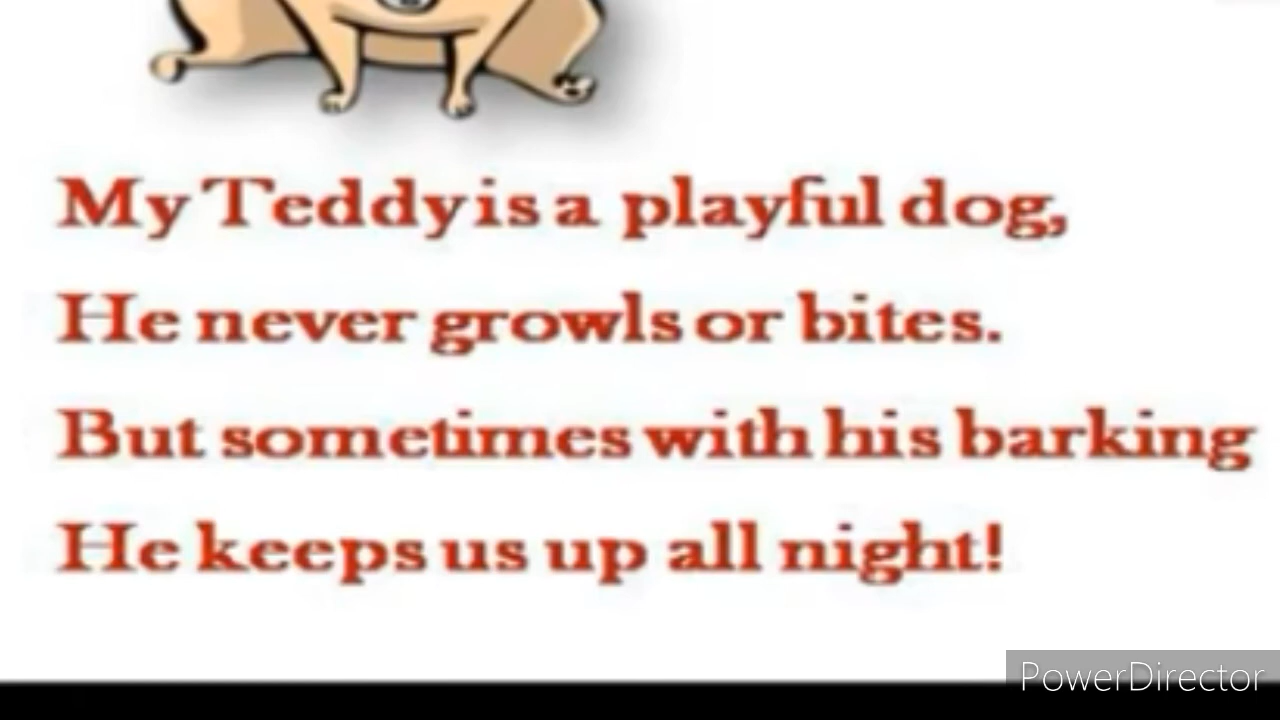 My Teddy is a playful dog,
He never growls or bites.
But sometimes with his barking
He keeps us up all night!
PowerDirector